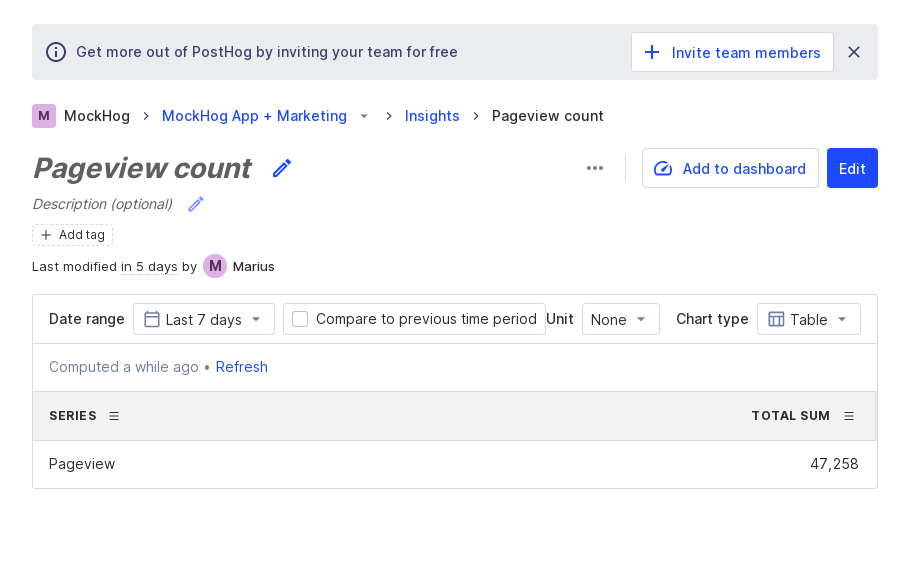 Get more out of PostHog by inviting your team for free
Invite team members
M MockHog MockHog App + Marketing Insights Pageview count
Pageview count
Add to dashboard
Edit
Description (optional)
Add tag
Last modified in 5 days by M Marius
Date range Last 7 days Compare to previous time period Unit None Chart type Table
Computed a while ago • Refresh
SERIES TOTAL SUM
Pageview 47,258